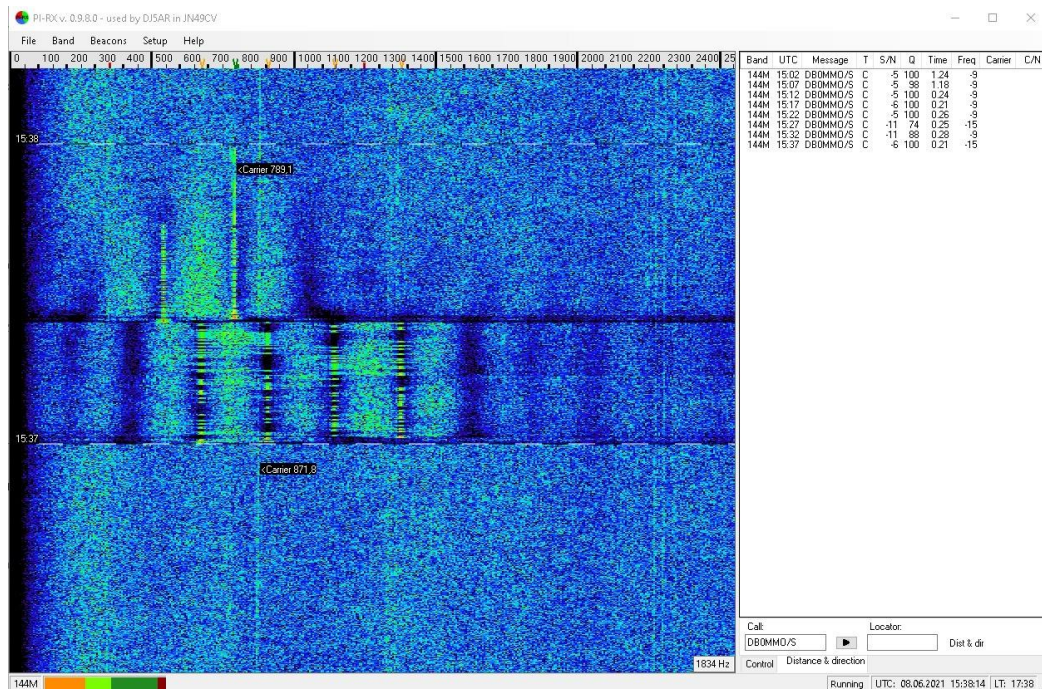 PI-RX v. 0.9.8.0 - used by DJ5AR in JN49CV
File Band Beacons Setup Help
0 100 200 300 400 500 600 700 800 900 1000 1100 1200 1300 1400 1500 1600 1700 1800 1900 2000 2100 2200 2300 2400 25
Band UTC Message T S/N Q Time Freq Carrier C/N
144M 15:02 DB0MMO/S C -5 100 1.24 -9
144M 15:07 DB0MMO/S C -5 98 1.18 -9
144M 15:12 DB0MMO/S C -5 100 0.24 -9
144M 15:17 DB0MMO/S C -6 100 0.21 -9
144M 15:22 DB0MMO/S C -5 100 0.26 -9
144M 15:27 DB0MMO/S C -11 74 0.25 -15
144M 15:32 DB0MMO/S C -11 88 0.28 -9
144M 15:37 DB0MMO/S C -6 100 0.21 -15
15:38
<Carrier 789,1
15:37
<Carrier 871,8
1834 Hz
Call: Locator:
DB0MMO/S Dist & dir
Control Distance & direction
144M Running UTC: 08.06.2021 15:38:14 LT: 17:38